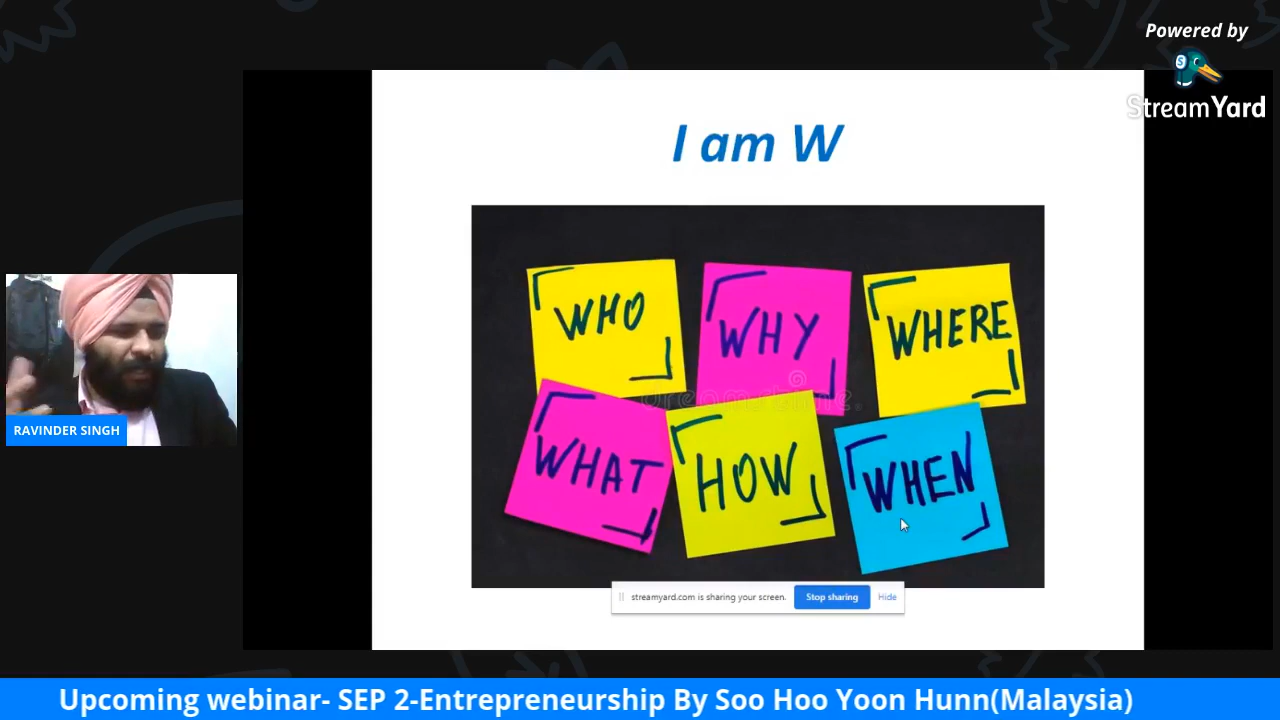 Powered by
StreamYard
I am W
WHO
WHY
WHERE
WHAT
HOW
WHEN
dreamstime.
RAVINDER SINGH
streamyard.com is sharing your screen.
Stop sharing
Hide
Upcoming webinar- SEP 2-Entrepreneurship By Soo Hoo Yoon Hunn(Malaysia)